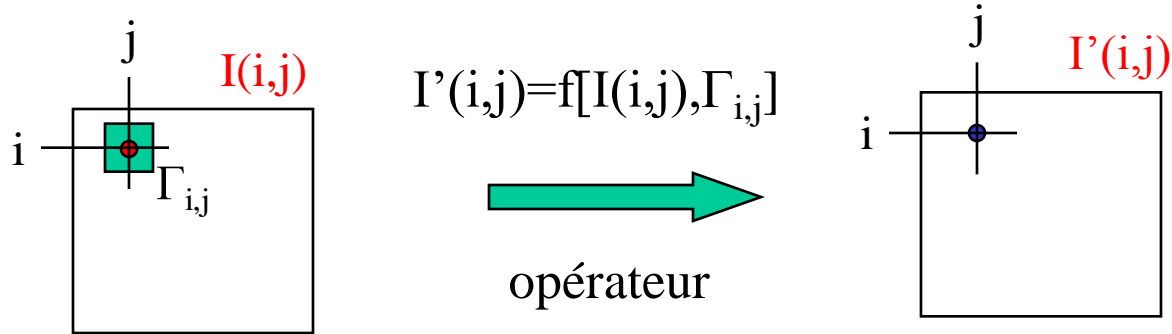 j
I(i,j)
i
Γi,j
I’(i,j)=f[I(i,j),Γi,j]
opérateur
j
I’(i,j)
i